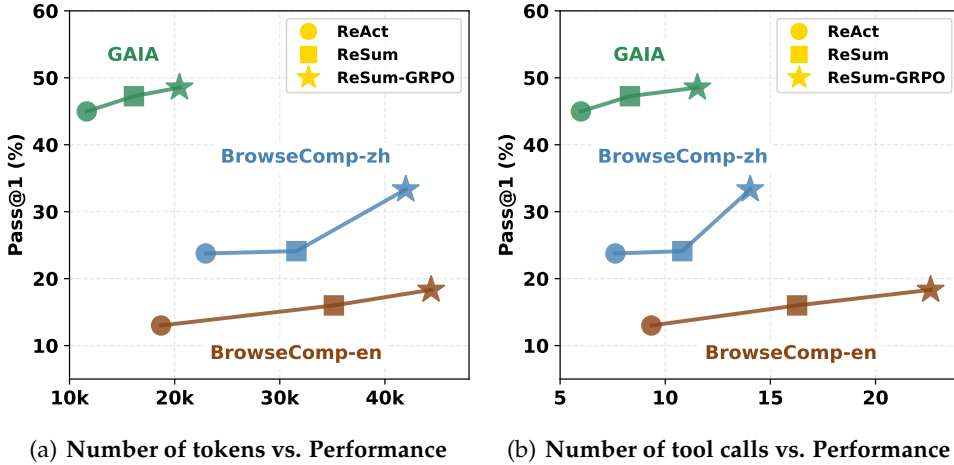 60
50
40
30
20
10
Pass@1 (%)
GAIA
BrowseComp-zh
BrowseComp-en
ReAct
ReSum
ReSum-GRPO
10k 20k 30k 40k
(a) Number of tokens vs. Performance
60
50
40
30
20
10
Pass@1 (%)
GAIA
BrowseComp-zh
BrowseComp-en
ReAct
ReSum
ReSum-GRPO
5 10 15 20
(b) Number of tool calls vs. Performance